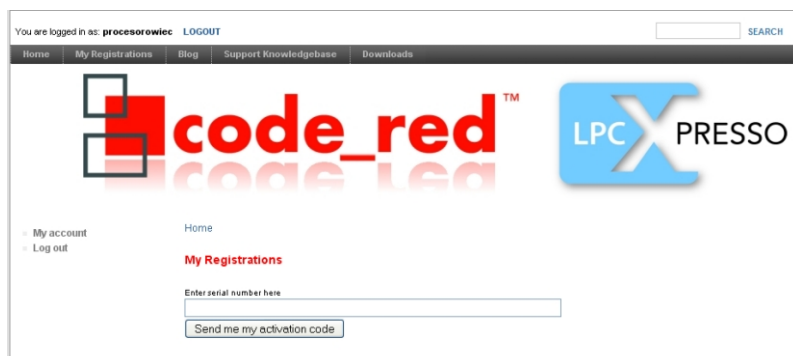 You are logged in as: procesorowiec LOGOUT SEARCH
Home My Registrations Blog Support Knowledgebase Downloads
code_red™
LPC XPRESSO
My account
Log out
Home
My Registrations
Enter serial number here
Send me my activation code